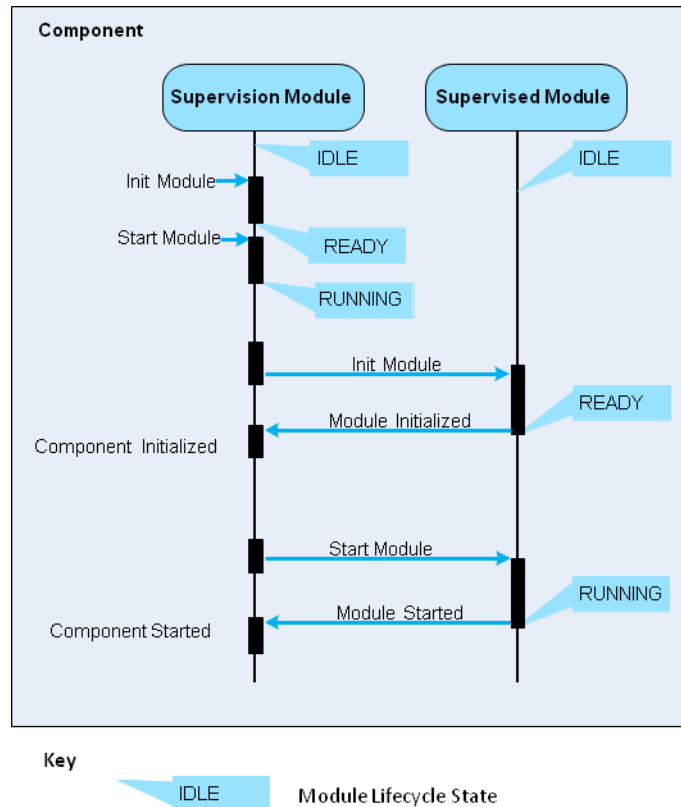 Component
Supervision Module
Supervised Module
IDLE
IDLE
Init Module
Start Module
READY
RUNNING
Init Module
READY
Module Initialized
Component Initialized
Start Module
RUNNING
Module Started
Component Started
Key
IDLE
Module Lifecycle State